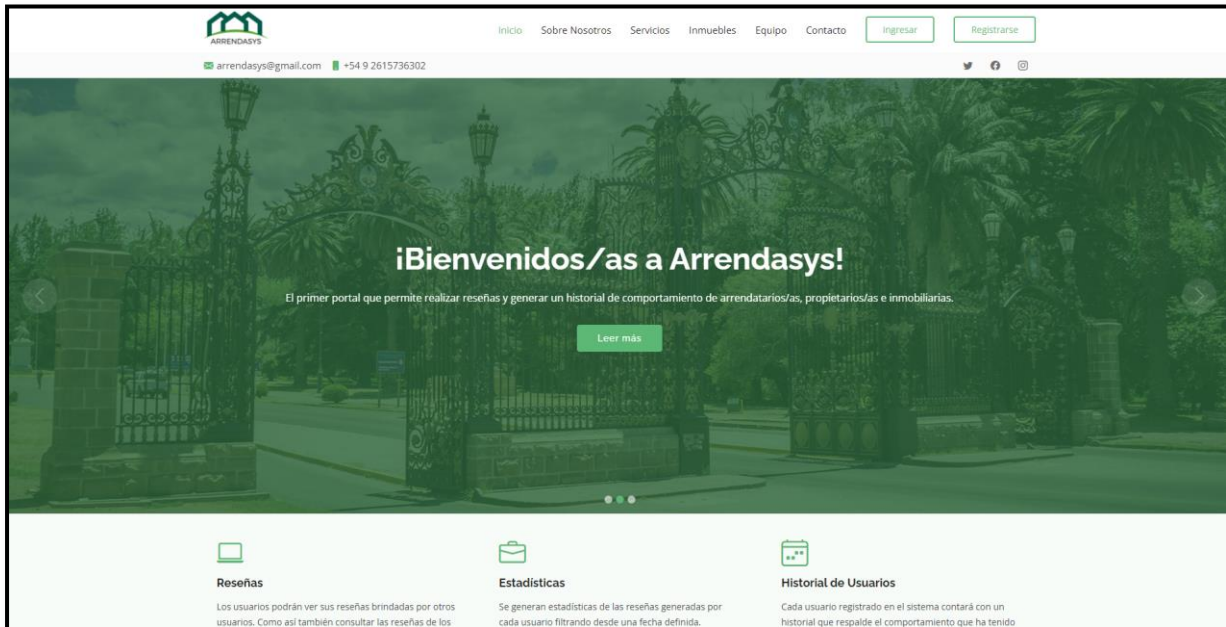 ARRENDASYS
Inicio Sobre Nosotros Servicios Inmuebles Equipo Contacto Ingresar Registrarse
arrendasys@gmail.com +54 9 2615736302
¡Bienvenidos/as a Arrendasys!
El primer portal que permite realizar reseñas y generar un historial de comportamiento de arrendatarios/as, propietarios/as e inmobiliarias.
Leer más
Reseñas
Los usuarios podrán ver sus reseñas brindadas por otros
usuarios. Como así también consultar las reseñas de los
Estadísticas
Se generan estadísticas de las reseñas generadas por
cada usuario filtrando desde una fecha definida.
Historial de Usuarios
Cada usuario registrado en el sistema contará con un
historial que respalde el comportamiento que ha tenido